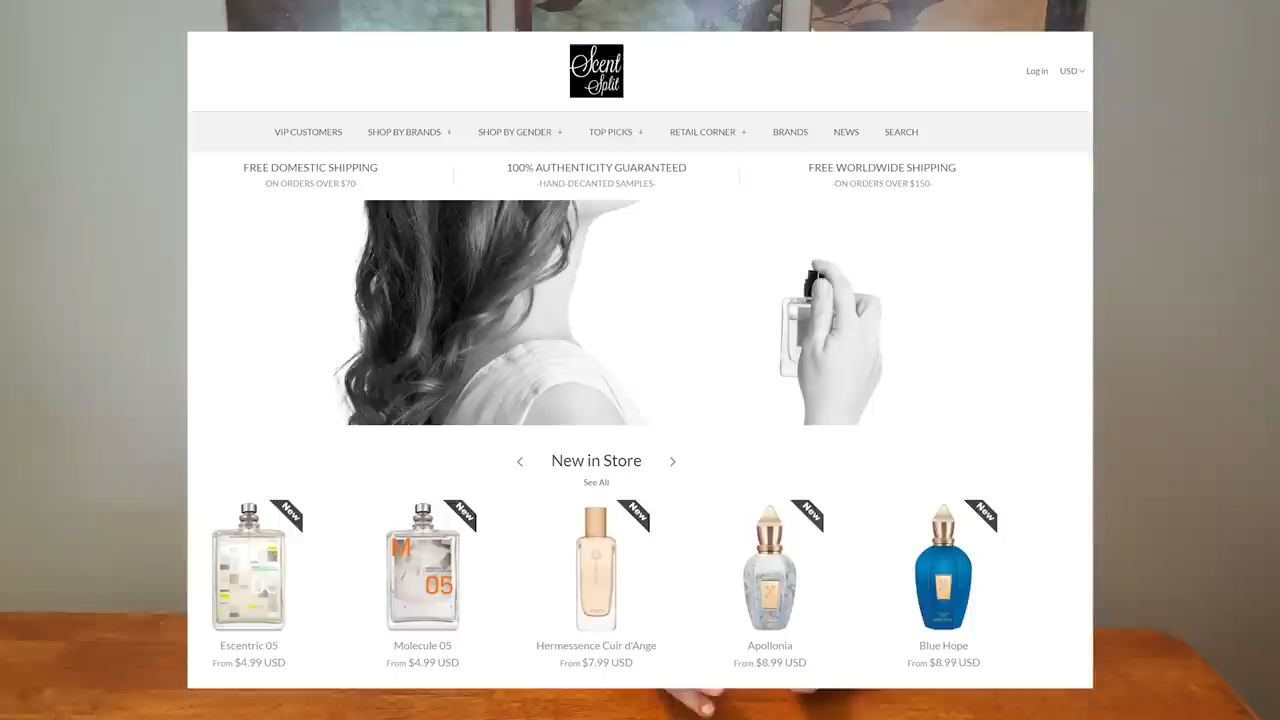 Scent
Split
Log in
USD
VIP CUSTOMERS
SHOP BY BRANDS +
SHOP BY GENDER +
TOP PICKS +
RETAIL CORNER +
BRANDS
NEWS
SEARCH
FREE DOMESTIC SHIPPING
-ON ORDERS OVER $70-
100% AUTHENTICITY GUARANTEED
-HAND-DECANTED SAMPLES-
FREE WORLDWIDE SHIPPING
-ON ORDERS OVER $150-
New in Store
See All
New
New
New
New
New
M
05
Escentric 05
From $4.99 USD
Molecule 05
From $4.99 USD
Hermessence Cuir d'Ange
From $7.99 USD
Apollonia
From $8.99 USD
Blue Hope
From $8.99 USD